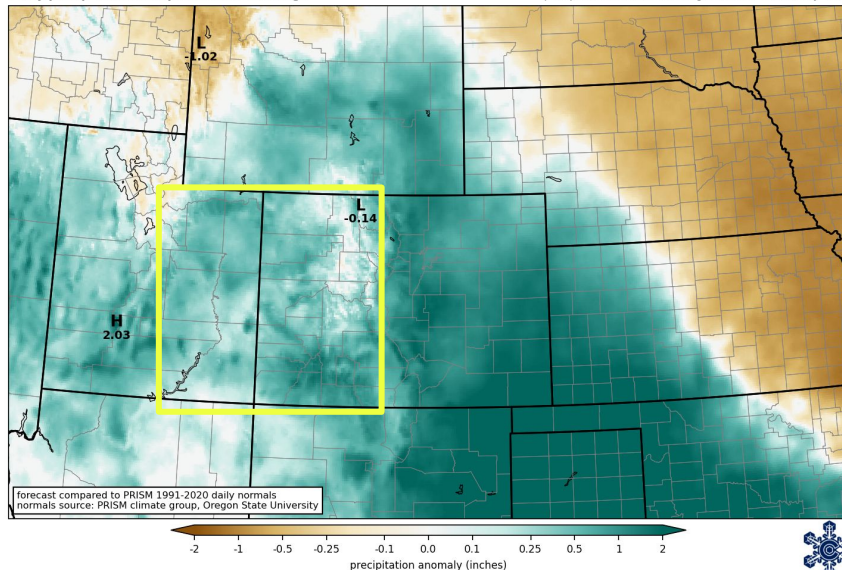 L
-1.02
L
-0.14
H
2.03
forecast compared to PRISM 1991-2020 daily normals
normals source: PRISM climate group, Oregon State University
-2 -1 -0.5 -0.25 -0.1 0.0 0.1 0.25 0.5 1 2
precipitation anomaly (inches)